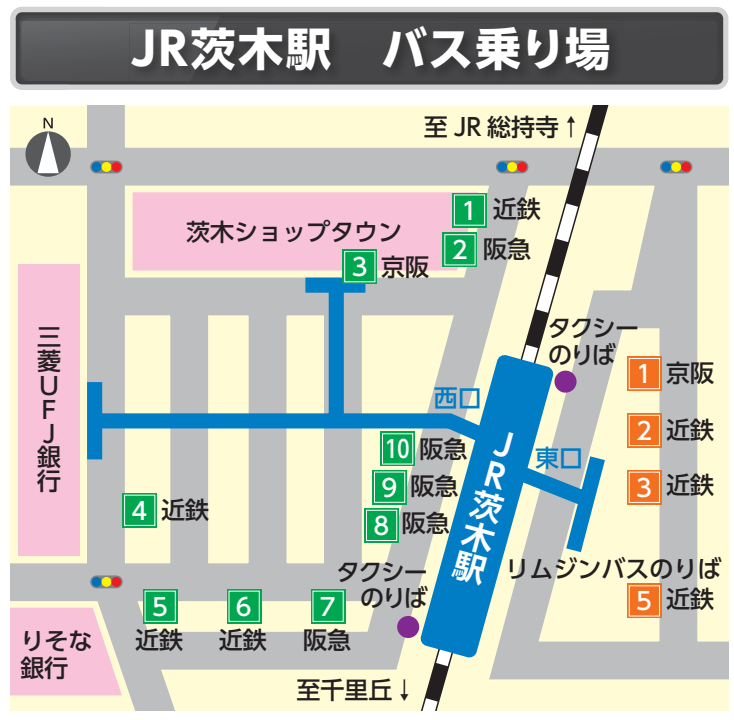 JR茨木駅　バス乗り場
N
至 JR 総持寺↑
茨木ショップタウン
1 近鉄
2 阪急
3 京阪
三菱UFJ銀行
タクシー
のりば
1 京阪
西口
2 近鉄
10 阪急
東口
JR茨木駅
9 阪急
3 近鉄
4 近鉄
8 阪急
タクシー
のりば
リムジンバスのりば
5 近鉄
5
近鉄
6
近鉄
7
阪急
りそな
銀行
至千里丘↓